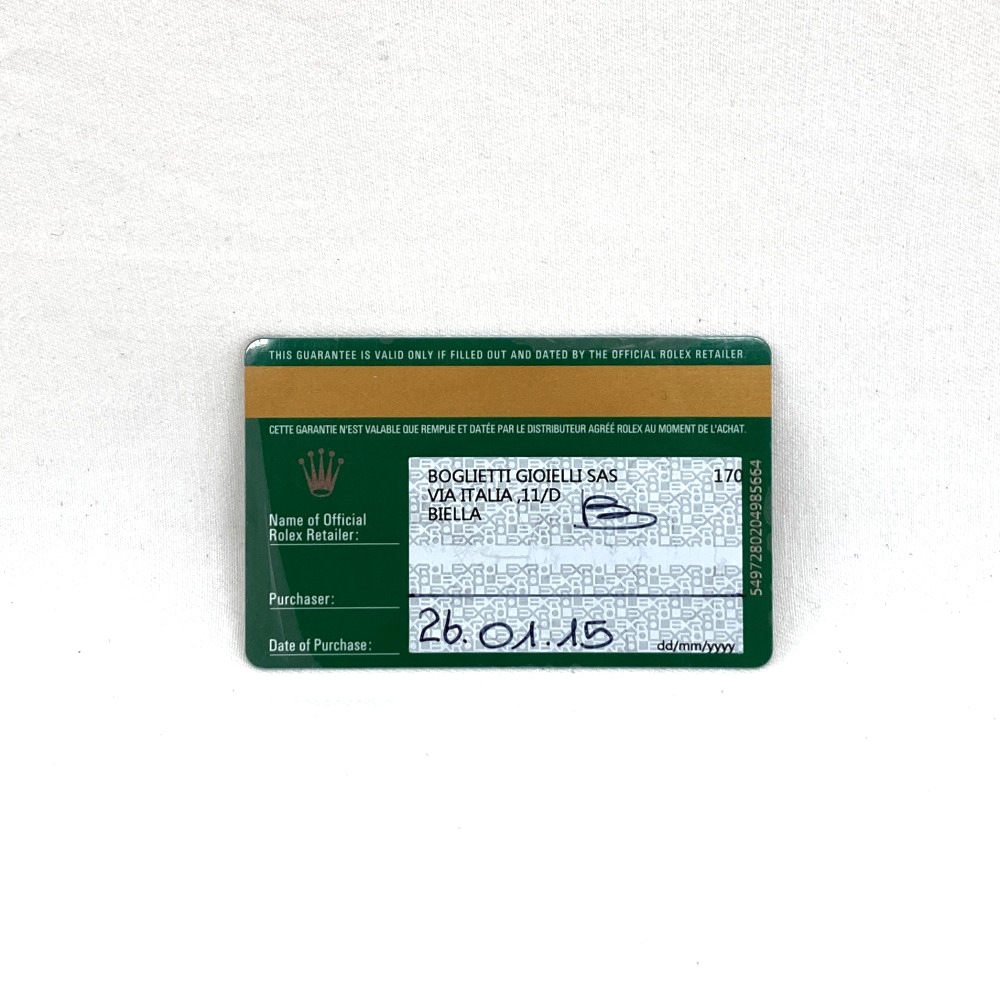 THIS GUARANTEE IS VALID ONLY IF FILLED OUT AND DATED BY THE OFFICIAL ROLEX RETAILER.
CETTE GARANTIE N'EST VALABLE QUE REMPLIE ET DATÉE PAR LE DISTRIBUTEUR AGRÉÉ ROLEX AU MOMENT DE L'ACHAT.
BOGLIETTI GIOIELLI SAS 170
VIA ITALIA ,11/D
BIELLA
Name of Official
Rolex Retailer:
Purchaser:
Date of Purchase: 26.01.15
dd/mm/yyyy
5497280204985664